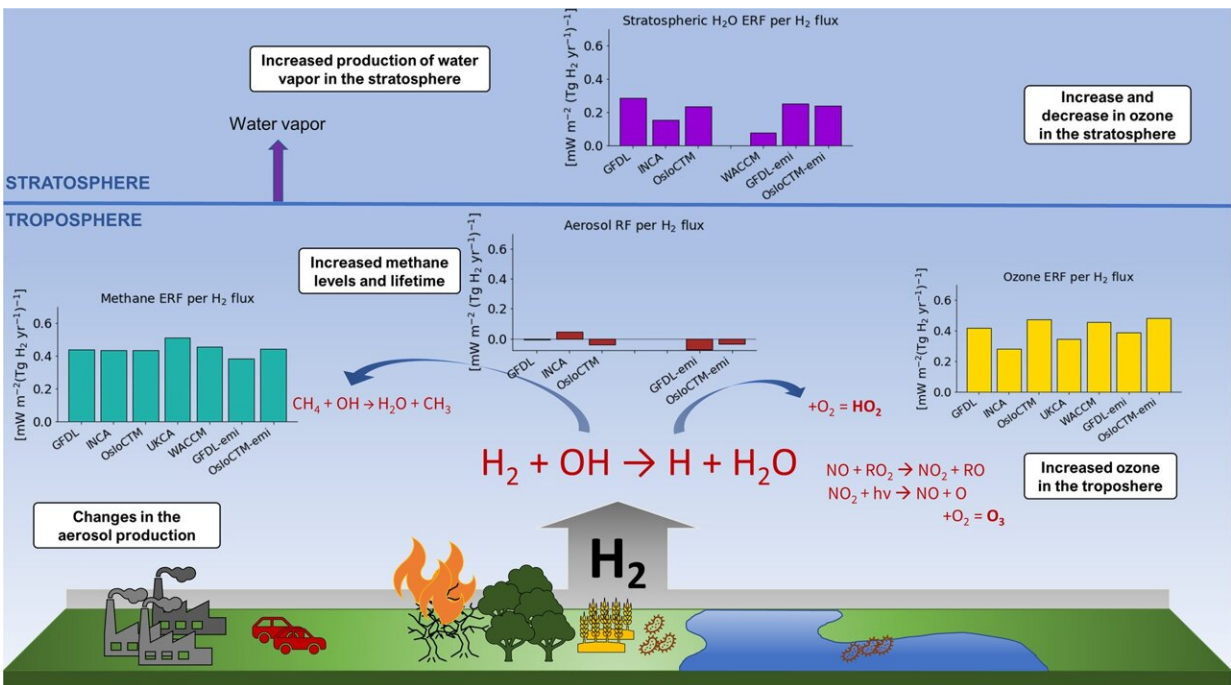 Stratospheric H₂O ERF per H₂ flux
[mW m⁻² (Tg H₂ yr⁻¹)⁻¹]
0.6
0.4
0.2
0.0
GFDL
INCA
OsloCTM
WACCM
GFDL-emi
OsloCTM-emi
Increased production of water
vapor in the stratosphere
Increase and
decrease in ozone
in the stratosphere
Water vapor
STRATOSPHERE
TROPOSPHERE
Increased methane
levels and lifetime
Aerosol RF per H₂ flux
[mW m⁻² (Tg H₂ yr⁻¹)⁻¹]
0.6
0.4
0.2
0.0
GFDL
INCA
OsloCTM
GFDL-emi
OsloCTM-emi
Methane ERF per H₂ flux
[mW m⁻²(Tg H₂ yr⁻¹)⁻¹]
0.6
0.4
0.2
0.0
GFDL
INCA
OsloCTM
UKCA
WACCM
GFDL-emi
OsloCTM-emi
Ozone ERF per H₂ flux
[mW m⁻²(Tg H₂ yr⁻¹)⁻¹]
0.6
0.4
0.2
0.0
GFDL
INCA
OsloCTM
UKCA
WACCM
GFDL-emi
OsloCTM-emi
CH₄ + OH → H₂O + CH₃
+O₂ = HO₂
H₂ + OH → H + H₂O
NO + RO₂ → NO₂ + RO
NO₂ + hv → NO + O
+O₂ = O₃
Increased ozone
in the troposhere
Changes in the
aerosol production
H₂